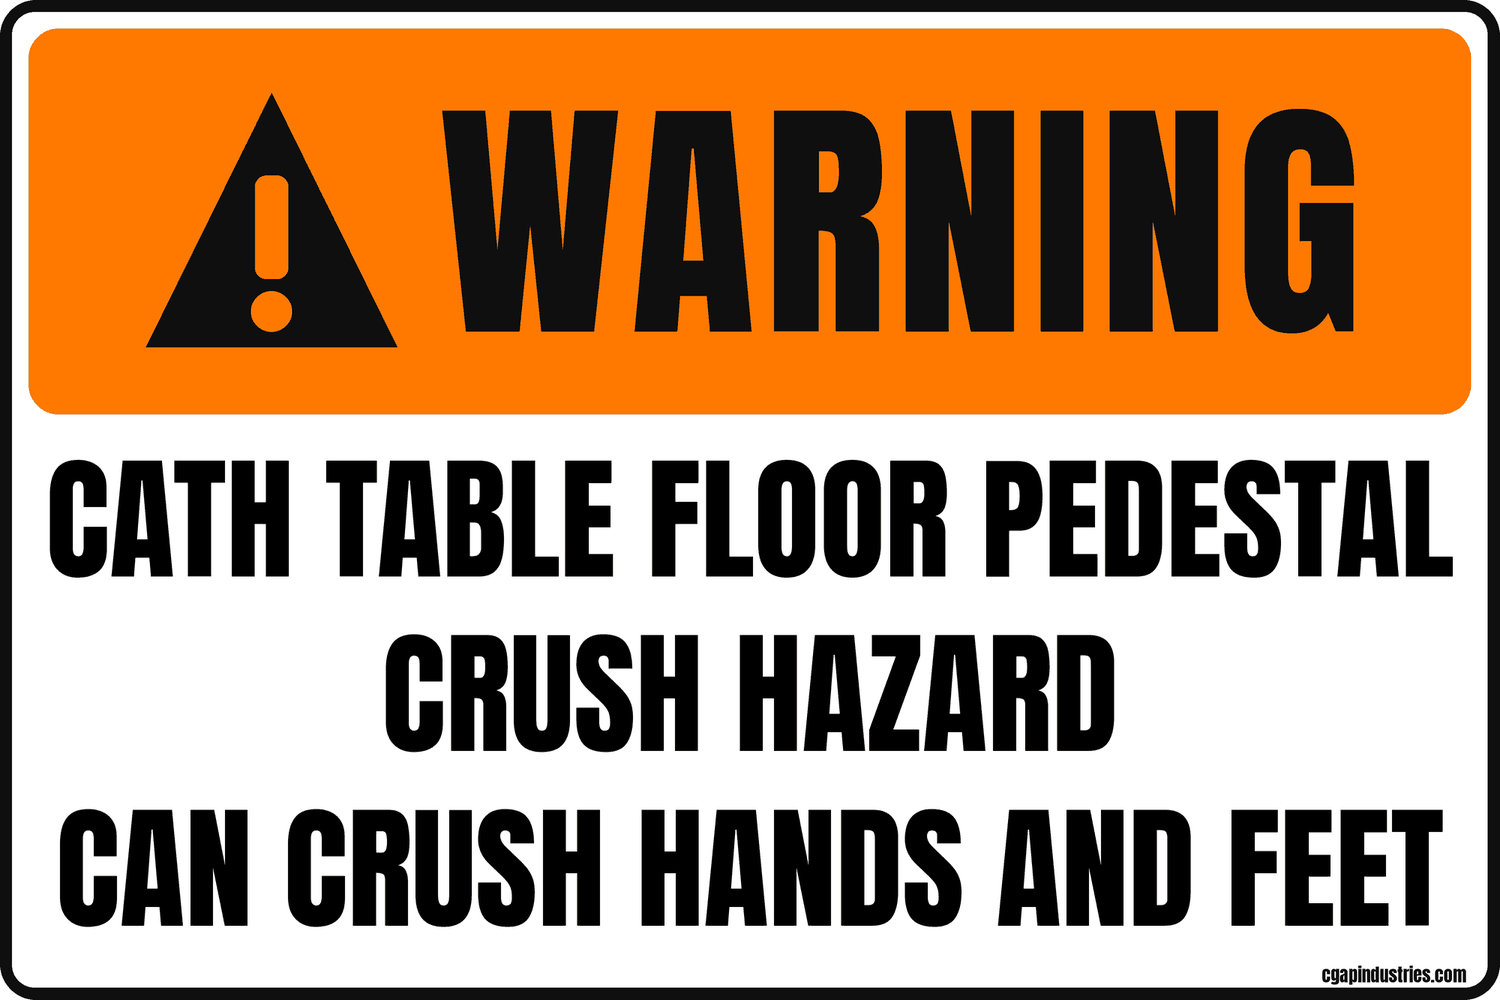 WARNING
CATH TABLE FLOOR PEDESTAL
CRUSH HAZARD
CAN CRUSH HANDS AND FEET
cgapindustries.com